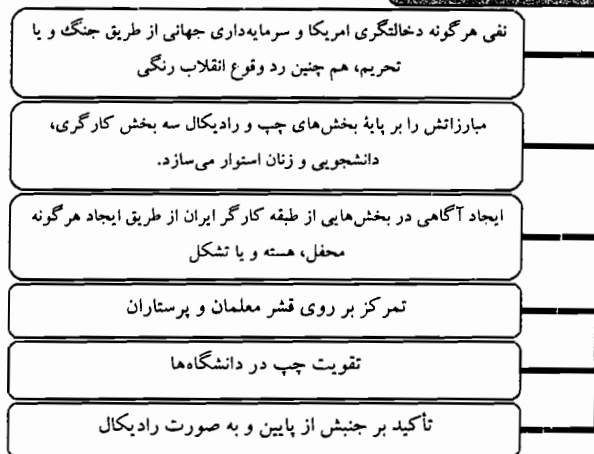 نفی هرگونه دخالتگری امریکا و سرمایه‌داری جهانی از طریق جنگ و یا
تحریم، هم چنین رد وقوع انقلاب رنگی
مبارزاتش را بر پایهٔ بخش‌های چپ و رادیکال سه بخش کارگری،
دانشجویی و زنان استوار می‌سازد.
ایجاد آگاهی در بخش‌هایی از طبقه کارگر ایران از طریق ایجاد هرگونه
محفل، هسته و یا تشکل
تمرکز بر روی قشر معلمان و پرستاران
تقویت چپ در دانشگاه‌ها
تأکید بر جنبش از پایین و به صورت رادیکال